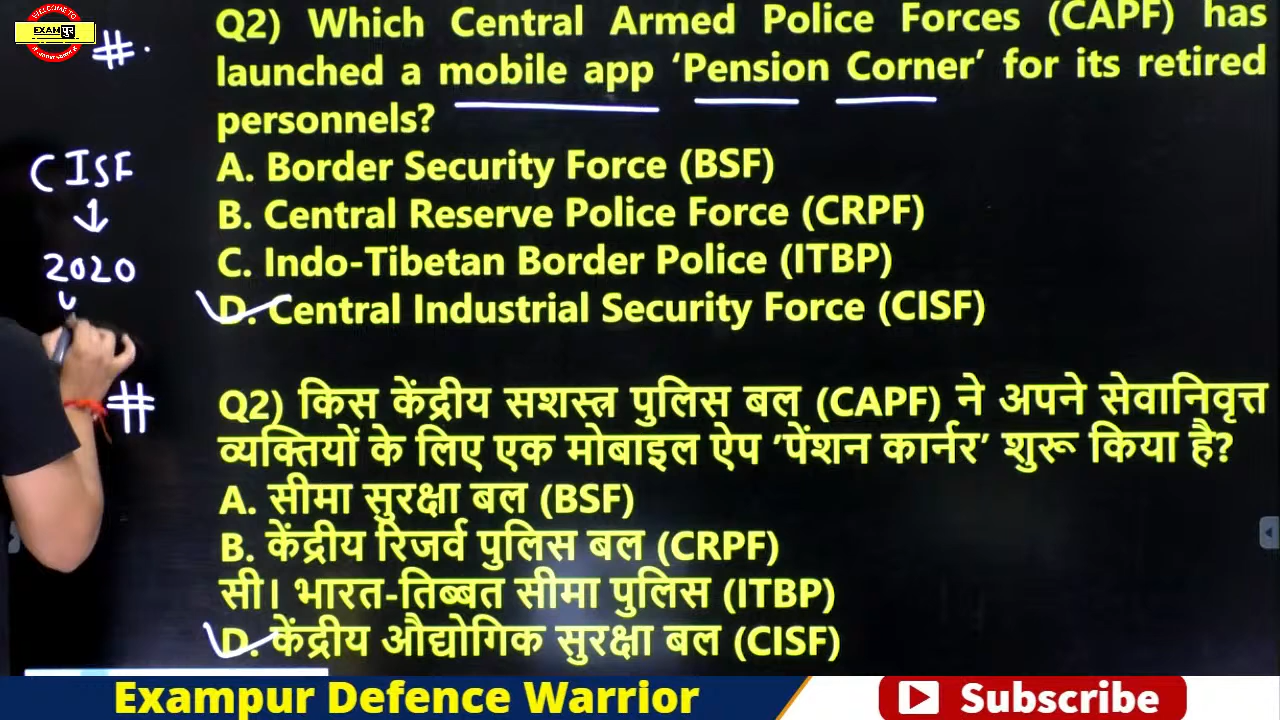 WELCOME TO
EXAMपुर
#.
Q2) Which Central Armed Police Forces (CAPF) has
launched a mobile app ‘Pension Corner’ for its retired
personnels?
A. Border Security Force (BSF)
B. Central Reserve Police Force (CRPF)
C. Indo-Tibetan Border Police (ITBP)
D. Central Industrial Security Force (CISF)
CISF
2020
#
Q2) किस केंद्रीय सशस्त्र पुलिस बल (CAPF) ने अपने सेवानिवृत्त
व्यक्तियों के लिए एक मोबाइल ऐप ‘पेंशन कार्नर’ शुरू किया है?
A. सीमा सुरक्षा बल (BSF)
B. केंद्रीय रिजर्व पुलिस बल (CRPF)
सी। भारत-तिब्बत सीमा पुलिस (ITBP)
D. केंद्रीय औद्योगिक सुरक्षा बल (CISF)
Exampur Defence Warrior
Subscribe